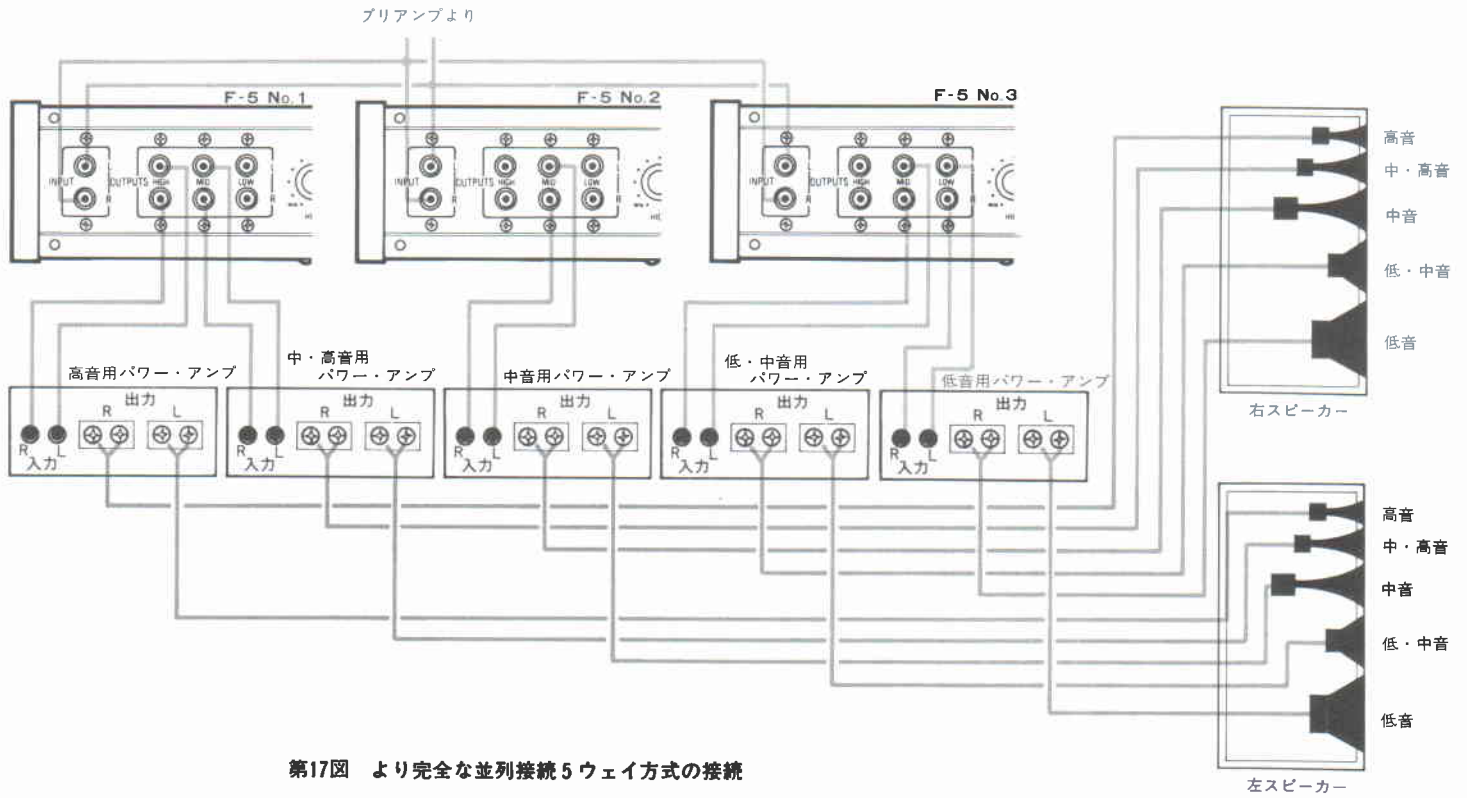 プリアンプより
F-5 No.1
F-5 No.2
F-5 No.3
INPUT
R
OUTPUTS HIGH MID LOW
R
INPUT
R
OUTPUTS HIGH MID LOW
R
INPUT
R
OUTPUTS HIGH MID LOW
R
高音
中・高音
中音
低・中音
低音
右スピーカー
高音用パワー・アンプ
中・高音用
パワー・アンプ
中音用パワー・アンプ
低・中音用
パワー・アンプ
低音用パワー・アンプ
出力
R L
R L
入力
出力
R L
R L
入力
出力
R L
R L
入力
出力
R L
R L
入力
出力
R L
R L
入力
高音
中・高音
中音
低・中音
低音
左スピーカー
第17図 より完全な並列接続5ウェイ方式の接続